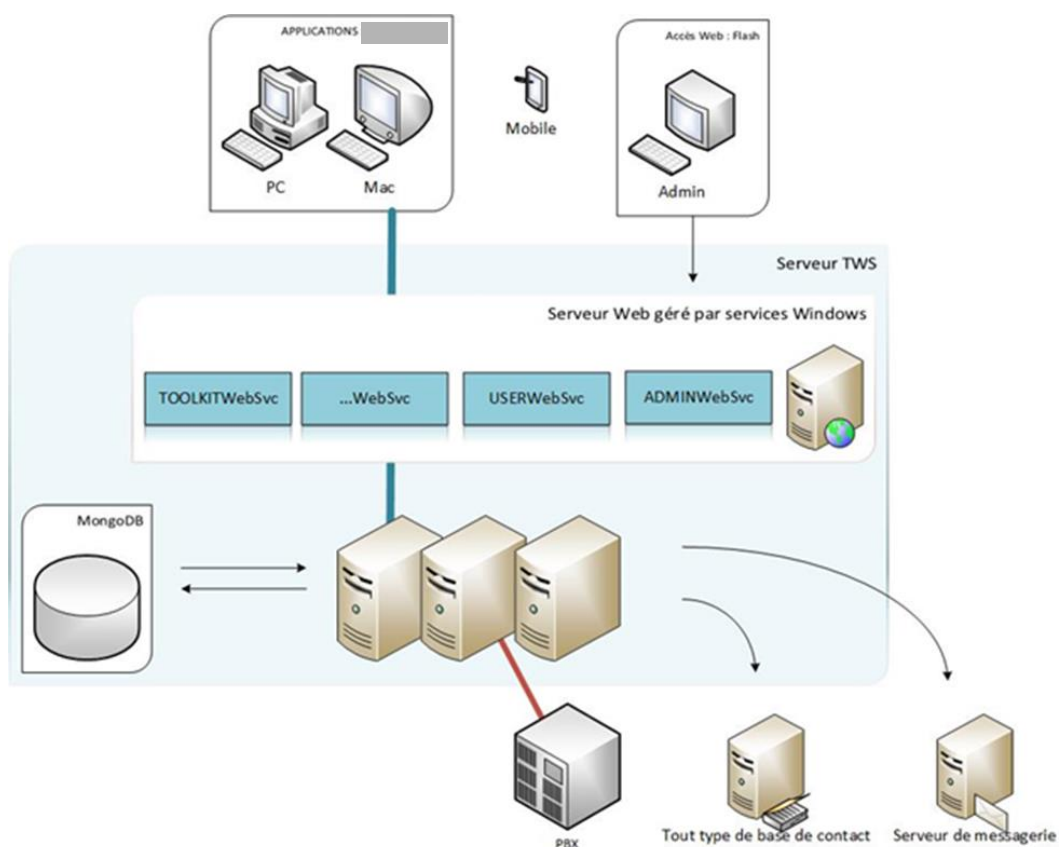 APPLICATIONS
Accès Web : Flash
PC
Mac
Mobile
Admin
Serveur TWS
Serveur Web géré par services Windows
TOOLKITWebSvc
...WebSvc
USERWebSvc
ADMINWebSvc
MongoDB
PBX
Tout type de base de contact
Serveur de messagerie